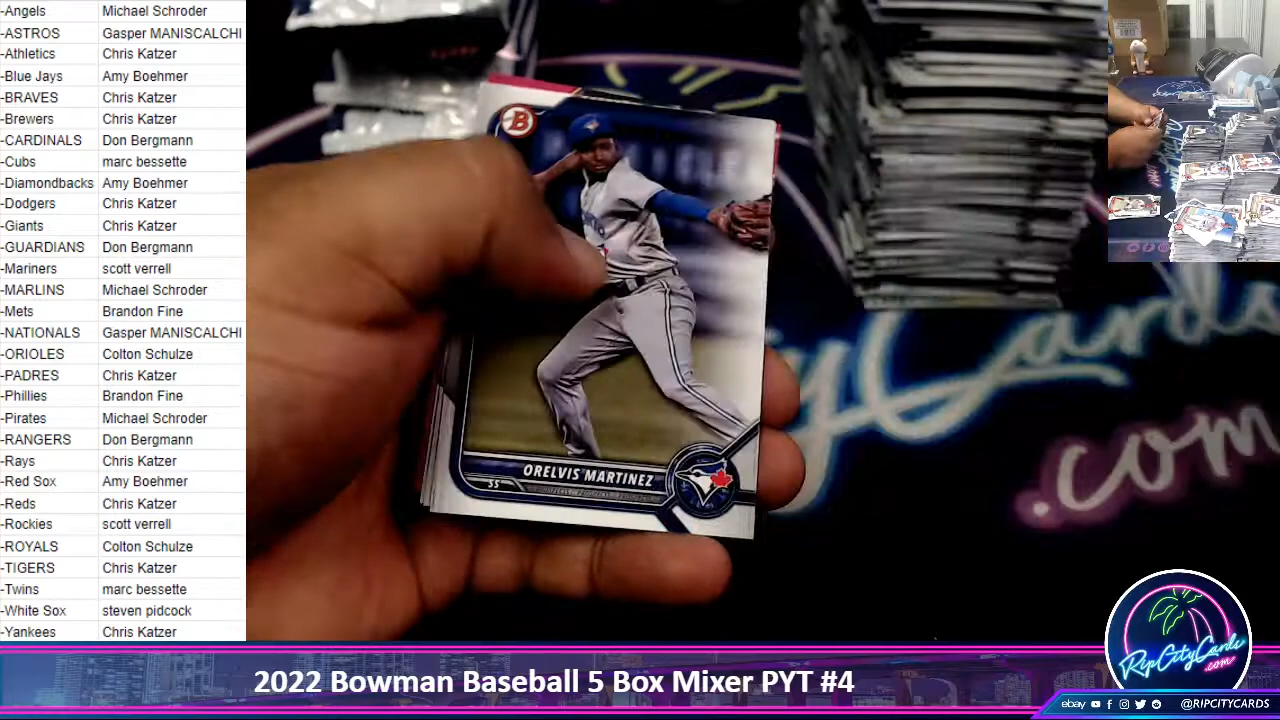 -Angels Michael Schroder
-ASTROS Gasper MANISCALCHI
-Athletics Chris Katzer
-Blue Jays Amy Boehmer
-BRAVES Chris Katzer
-Brewers Chris Katzer
-CARDINALS Don Bergmann
-Cubs marc bessette
-Diamondbacks Amy Boehmer
-Dodgers Chris Katzer
-Giants Chris Katzer
-GUARDIANS Don Bergmann
-Mariners scott verrell
-MARLINS Michael Schroder
-Mets Brandon Fine
-NATIONALS Gasper MANISCALCHI
-ORIOLES Colton Schulze
-PADRES Chris Katzer
-Phillies Brandon Fine
-Pirates Michael Schroder
-RANGERS Don Bergmann
-Rays Chris Katzer
-Red Sox Amy Boehmer
-Reds Chris Katzer
-Rockies scott verrell
-ROYALS Colton Schulze
-TIGERS Chris Katzer
-Twins marc bessette
-White Sox steven pidcock
-Yankees Chris Katzer
B
ORELVIS MARTINEZ
SS
yCards
.com
RipCityCards
.com
2022 Bowman Baseball 5 Box Mixer PYT #4
ebay @RIPCITYCARDS